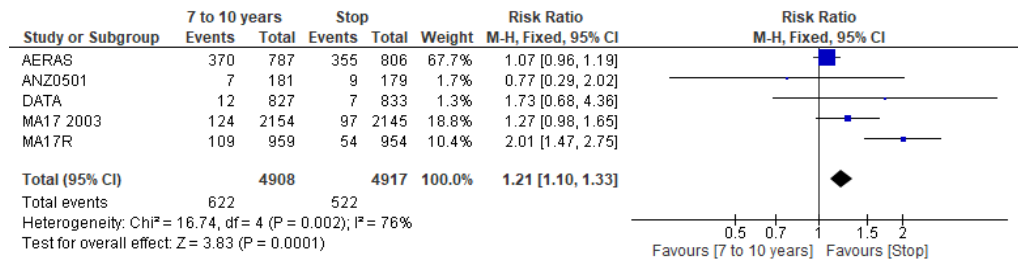 7 to 10 years Stop Risk Ratio Risk Ratio
Study or Subgroup Events Total Events Total Weight M-H, Fixed, 95% CI M-H, Fixed, 95% CI
AERAS 370 787 355 806 67.7% 1.07 [0.96, 1.19]
ANZ0501 7 181 9 179 1.7% 0.77 [0.29, 2.02]
DATA 12 827 7 833 1.3% 1.73 [0.68, 4.36]
MA17 2003 124 2154 97 2145 18.8% 1.27 [0.98, 1.65]
MA17R 109 959 54 954 10.4% 2.01 [1.47, 2.75]
Total (95% CI) 4908 4917 100.0% 1.21 [1.10, 1.33]
Total events 622 522
Heterogeneity: Chi² = 16.74, df = 4 (P = 0.002); I² = 76%
Test for overall effect: Z = 3.83 (P = 0.0001)
0.5 0.7 1 1.5 2
Favours [7 to 10 years] Favours [Stop]